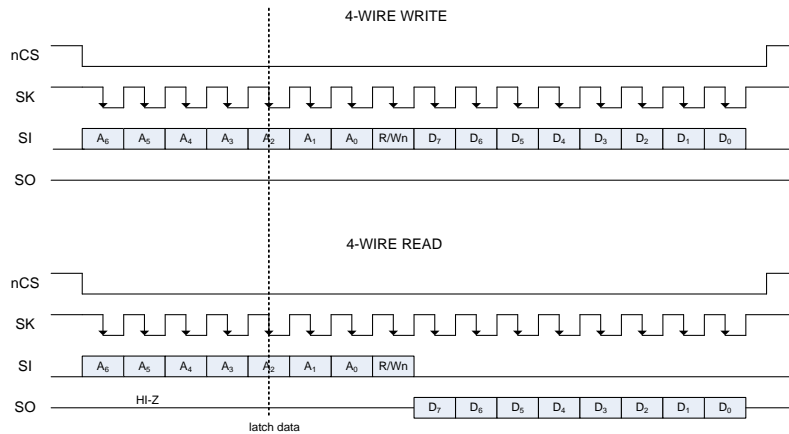 4-WIRE WRITE
nCS
SK
SI A₆ A₅ A₄ A₃ A₂ A₁ A₀ R/Wn D₇ D₆ D₅ D₄ D₃ D₂ D₁ D₀
SO
4-WIRE READ
nCS
SK
SI A₆ A₅ A₄ A₃ A₂ A₁ A₀ R/Wn
SO HI-Z D₇ D₆ D₅ D₄ D₃ D₂ D₁ D₀
latch data